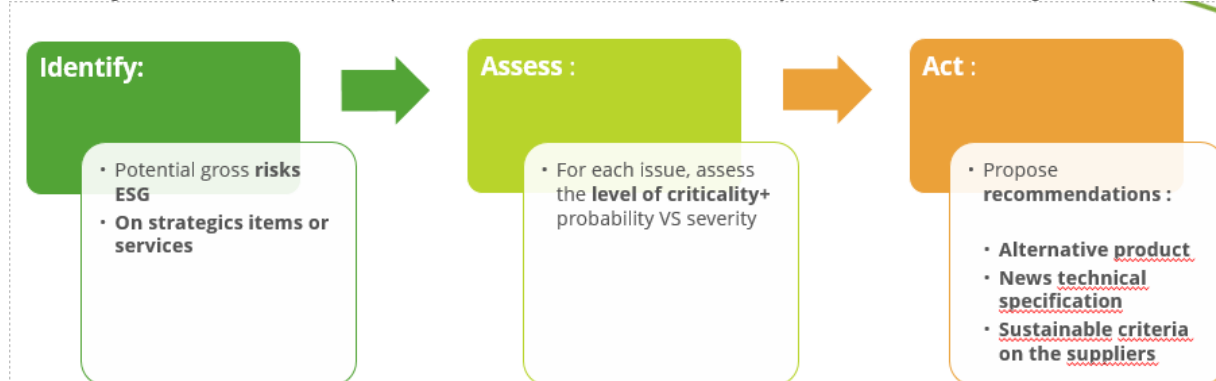 Identify:
• Potential gross risks
ESG
• On strategics items or
services
Assess :
• For each issue, assess
the level of criticality+
probability VS severity
Act :
• Propose
recommendations :
• Alternative product
• News technical
specification
• Sustainable criteria
on the suppliers